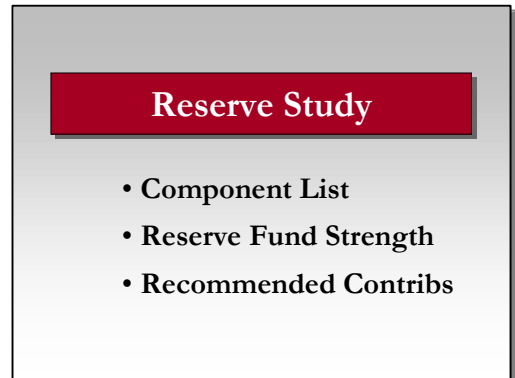 Reserve Study
• Component List
• Reserve Fund Strength
• Recommended Contribs